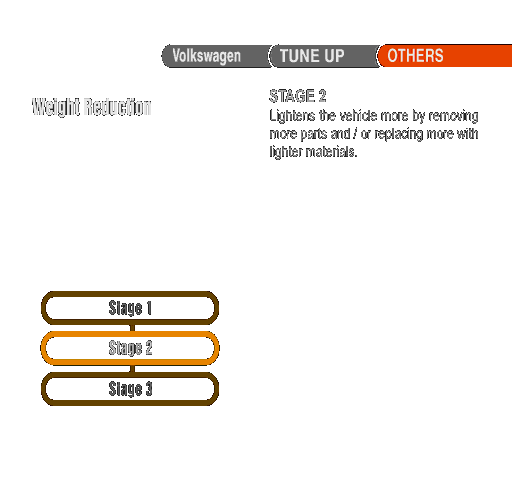 Volkswagen TUNE UP OTHERS
Weight Reduction
STAGE 2
Lightens the vehicle more by removing
more parts and / or replacing more with
lighter materials.
Stage 1
Stage 2
Stage 3